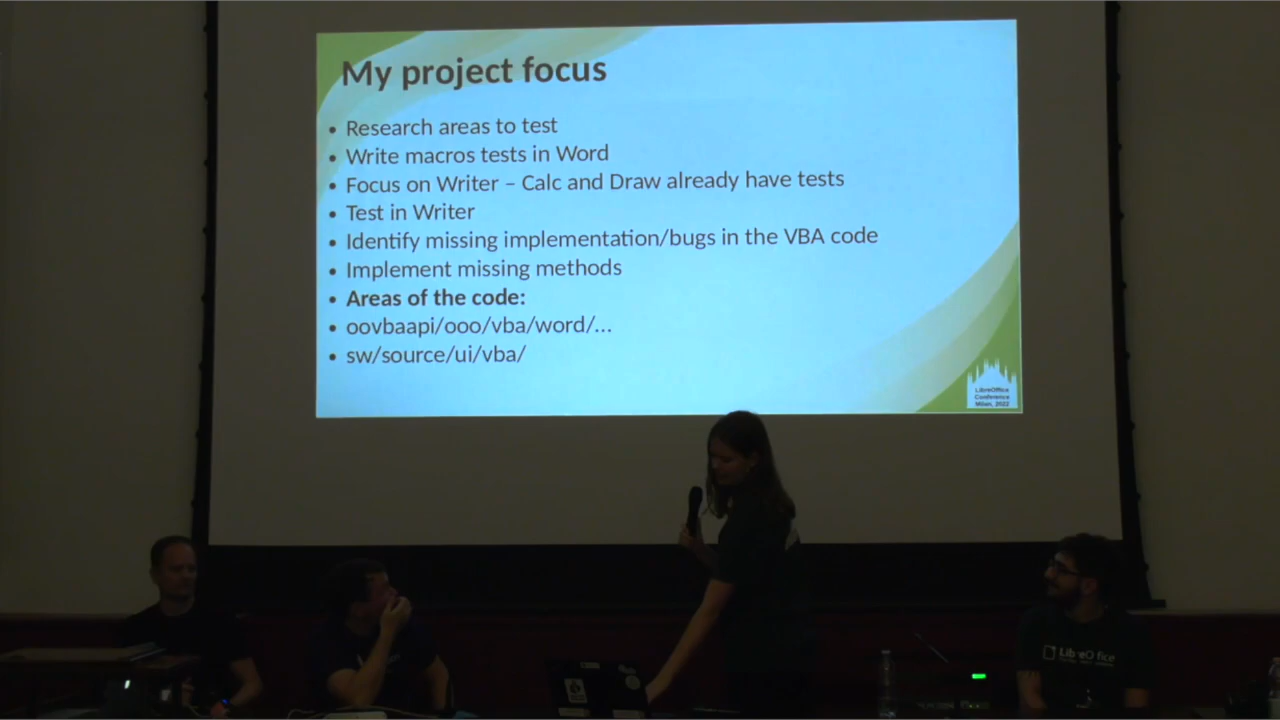 My project focus
• Research areas to test
• Write macros tests in Word
• Focus on Writer – Calc and Draw already have tests
• Test in Writer
• Identify missing implementation/bugs in the VBA code
• Implement missing methods
• Areas of the code:
• oovbaapi/ooo/vba/word/...
• sw/source/ui/vba/
LibreOffice
Conference
Milan, 2022
LibreOffice